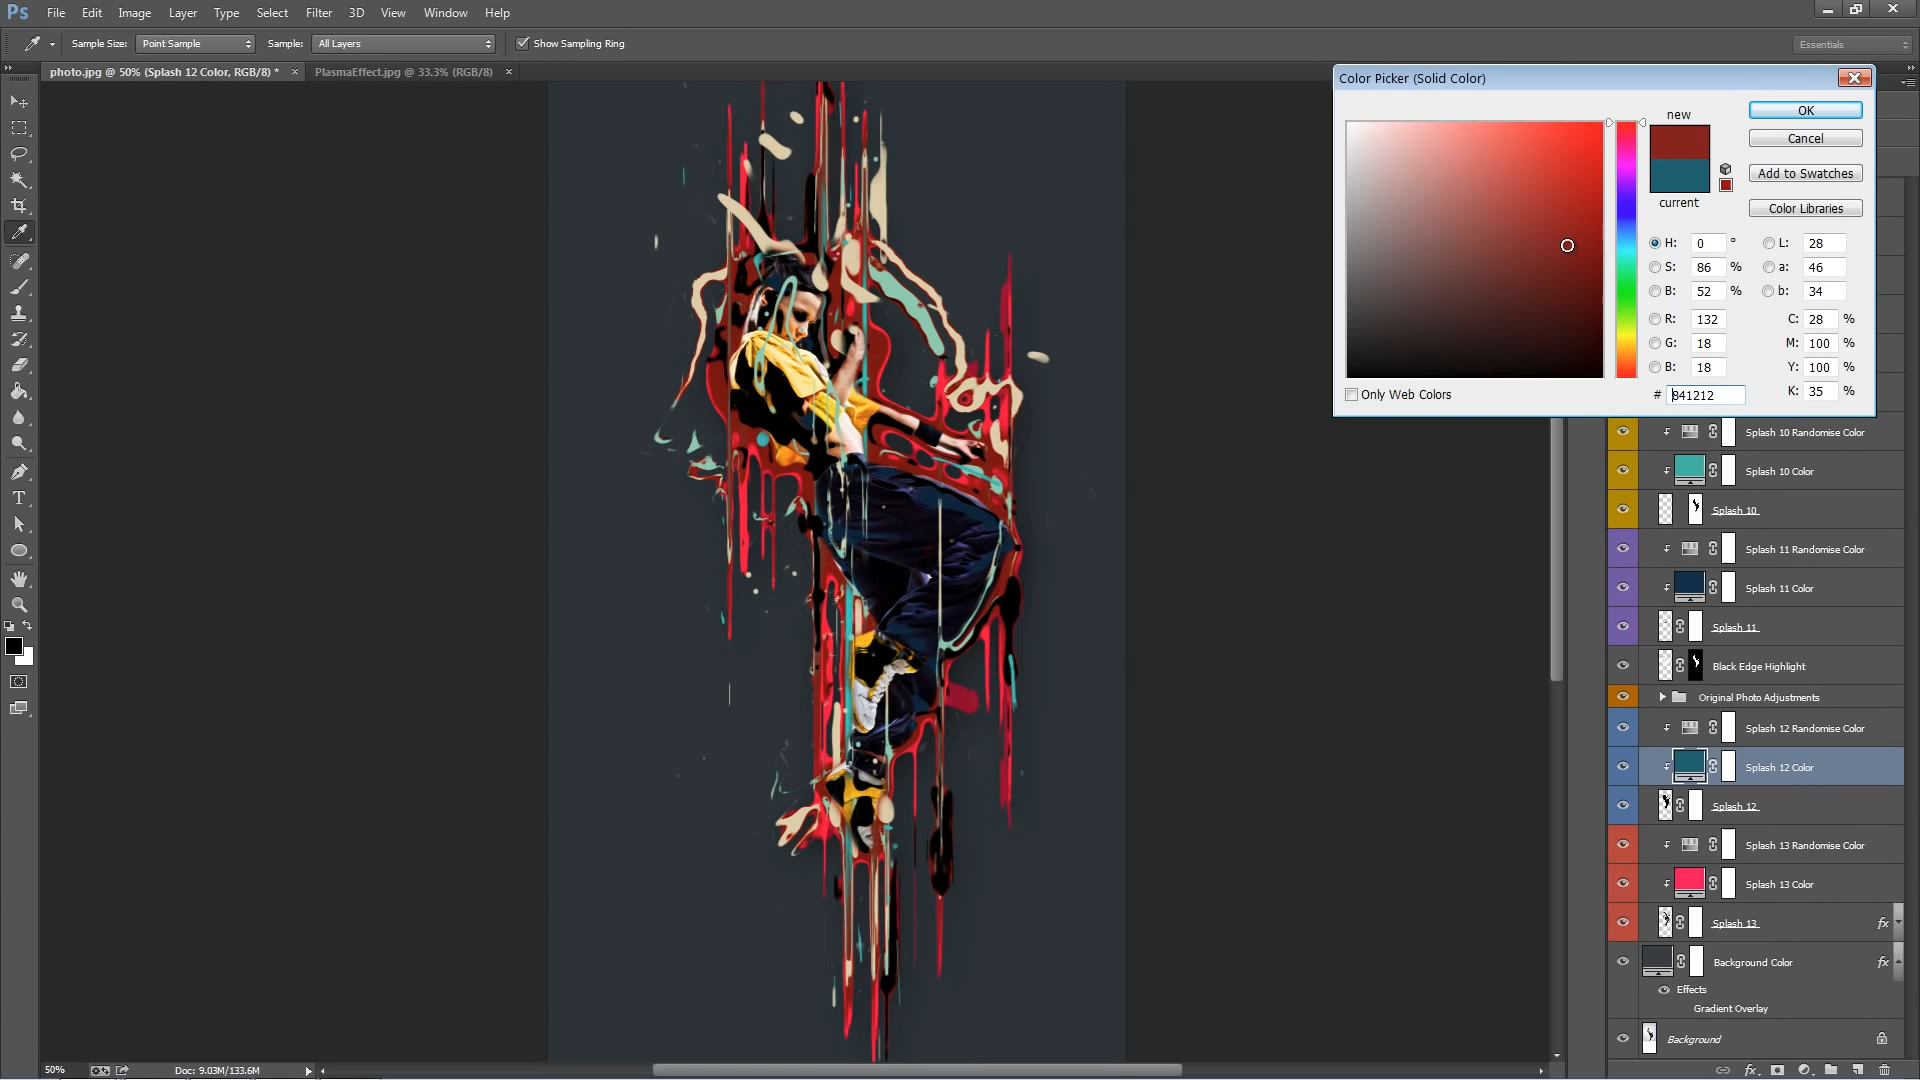 Ps File Edit Image Layer Type Select Filter 3D View Window Help
Sample Size: Point Sample Sample: All Layers Show Sampling Ring Essentials
photo.jpg @ 50% (Splash 12 Color, RGB/8) * × PlasmaEffect.jpg @ 33.3% (RGB/8) ×
Color Picker (Solid Color)
new
OK
Cancel
Add to Swatches
current
Color Libraries
H: 0 ° L: 28
S: 86 % a: 46
B: 52 % b: 34
R: 132 C: 28 %
G: 18 M: 100 %
B: 18 Y: 100 %
K: 35 %
Only Web Colors # 841212
Splash 10 Randomise Color
Splash 10 Color
Splash 10
Splash 11 Randomise Color
Splash 11 Color
Splash 11
Black Edge Highlight
Original Photo Adjustments
Splash 12 Randomise Color
Splash 12 Color
Splash 12
Splash 13 Randomise Color
Splash 13 Color
Splash 13 fx
Background Color fx
Effects
Gradient Overlay
Background
50% Doc: 9.03M/133.6M fx